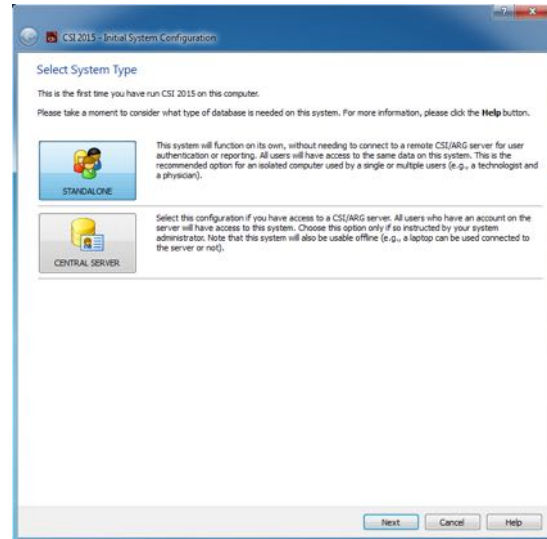 CSI 2015 - Initial System Configuration
Select System Type
This is the first time you have run CSI 2015 on this computer.
Please take a moment to consider what type of database is needed on this system. For more information, please click the Help button.
STANDALONE
This system will function on its own, without needing to connect to a remote CSI/ARG server for user
authentication or reporting. All users will have access to the same data on this system. This is the
recommended option for an isolated computer used by a single or multiple users (e.g., a technologist and
a physician).
CENTRAL SERVER
Select this configuration if you have access to a CSI/ARG server. All users who have an account on the
server will have access to this system. Choose this option only if so instructed by your system
administrator. Note that this system will also be usable offline (e.g., a laptop can be used connected to
the server or not).
Next Cancel Help